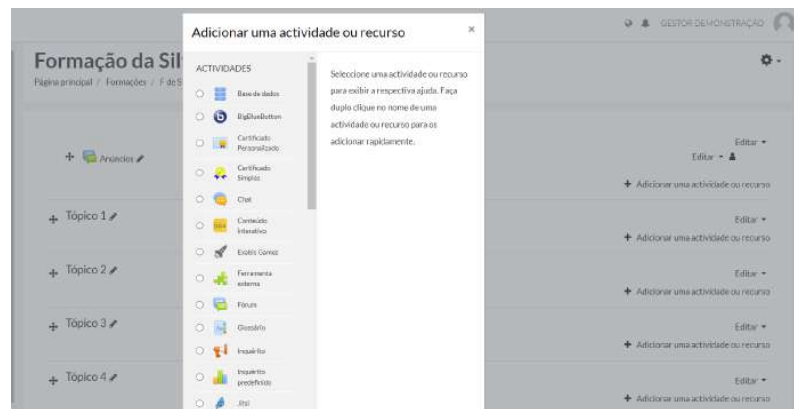 GESTOR DEMONSTRAÇÃO
Adicionar uma actividade ou recurso
×
Formação da Sil
Página principal / Formações / F de S
ACTIVIDADES
Base de dados
BigBlueButton
Certificado
Personalizado
Certificado
Simples
Chat
Conteúdo
Interativo
Exabis Games
Ferramenta
externa
Fórum
Glossário
Inquérito
Inquérito
predefinido
Jitsi
Seleccione uma actividade ou recurso
para exibir a respectiva ajuda. Faça
duplo clique no nome de uma
actividade ou recurso para os
adicionar rapidamente.
Anúncios
Editar
Editar
Adicionar uma actividade ou recurso
Tópico 1
Editar
Adicionar uma actividade ou recurso
Tópico 2
Editar
Adicionar uma actividade ou recurso
Tópico 3
Editar
Adicionar uma actividade ou recurso
Tópico 4
Editar
Adicionar uma actividade ou recurso